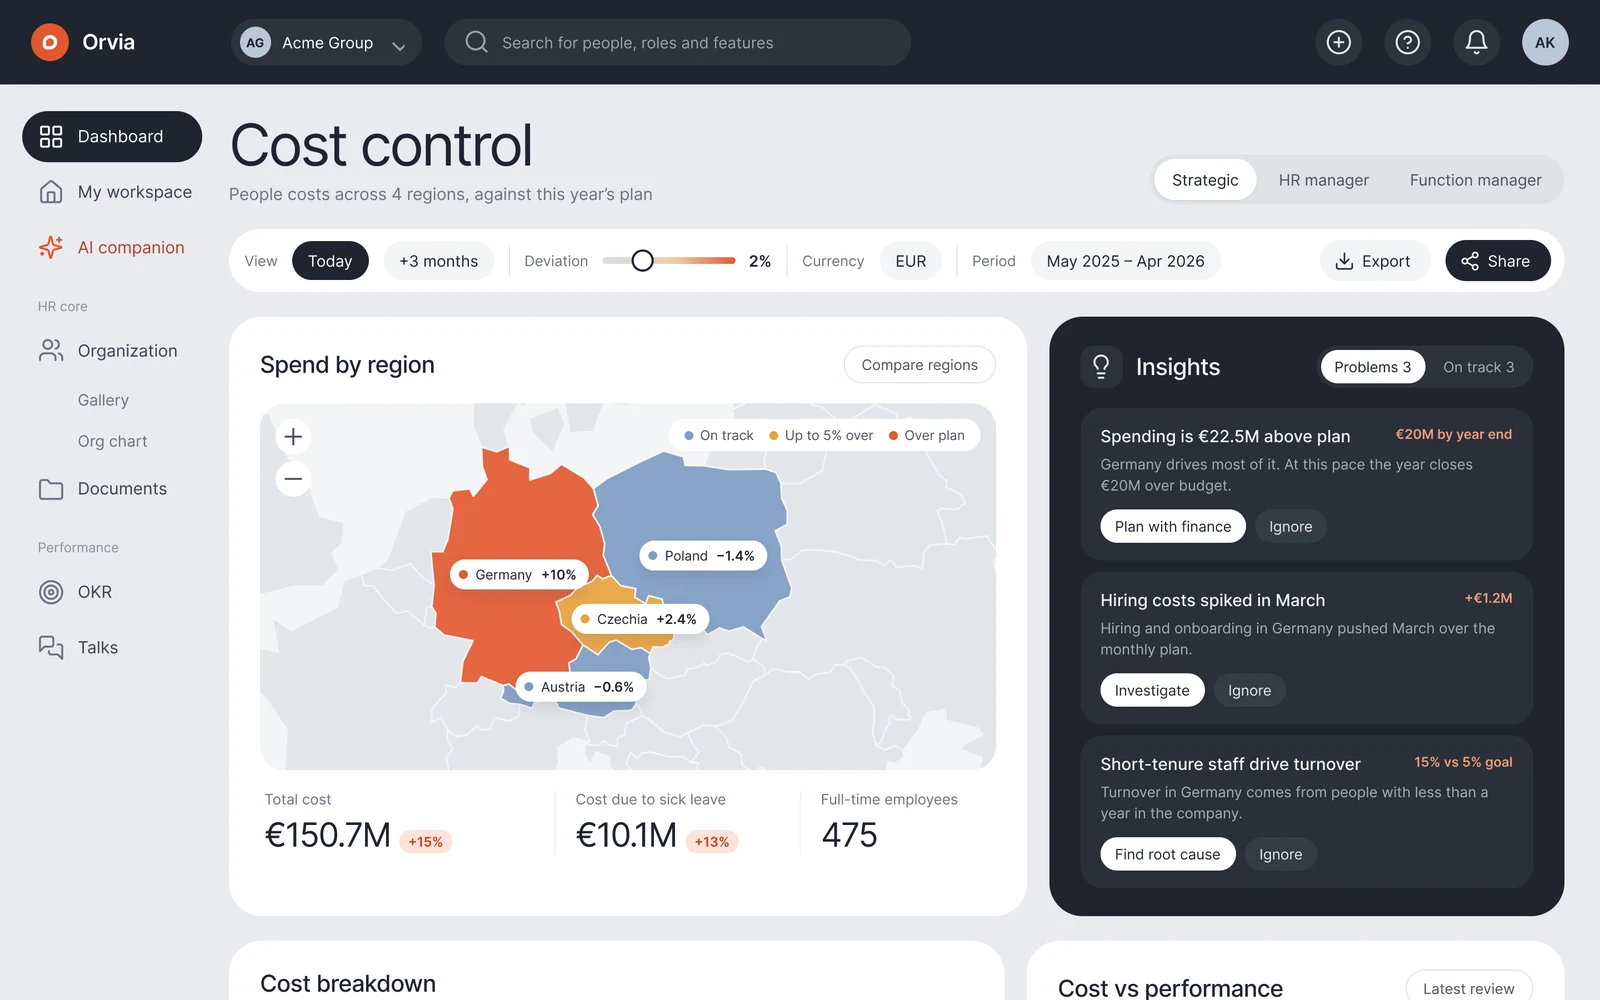 Orvia
AG Acme Group
Search for people, roles and features
AK
Dashboard
My workspace
AI companion
HR core
Organization
Gallery
Org chart
Documents
Performance
OKR
Talks
Cost control
People costs across 4 regions, against this year’s plan
Strategic HR manager Function manager
View Today +3 months Deviation 2% Currency EUR Period May 2025 – Apr 2026 Export Share
Spend by region
Compare regions
On track Up to 5% over Over plan
Poland −1.4%
Germany +10%
Czechia +2.4%
Austria −0.6%
Total cost
€150.7M +15%
Cost due to sick leave
€10.1M +13%
Full-time employees
475
Insights
Problems 3 On track 3
Spending is €22.5M above plan
€20M by year end
Germany drives most of it. At this pace the year closes
€20M over budget.
Plan with finance Ignore
Hiring costs spiked in March
+€1.2M
Hiring and onboarding in Germany pushed March over the
monthly plan.
Investigate Ignore
Short-tenure staff drive turnover
15% vs 5% goal
Turnover in Germany comes from people with less than a
year in the company.
Find root cause Ignore
Cost breakdown
Cost vs performance
Latest review